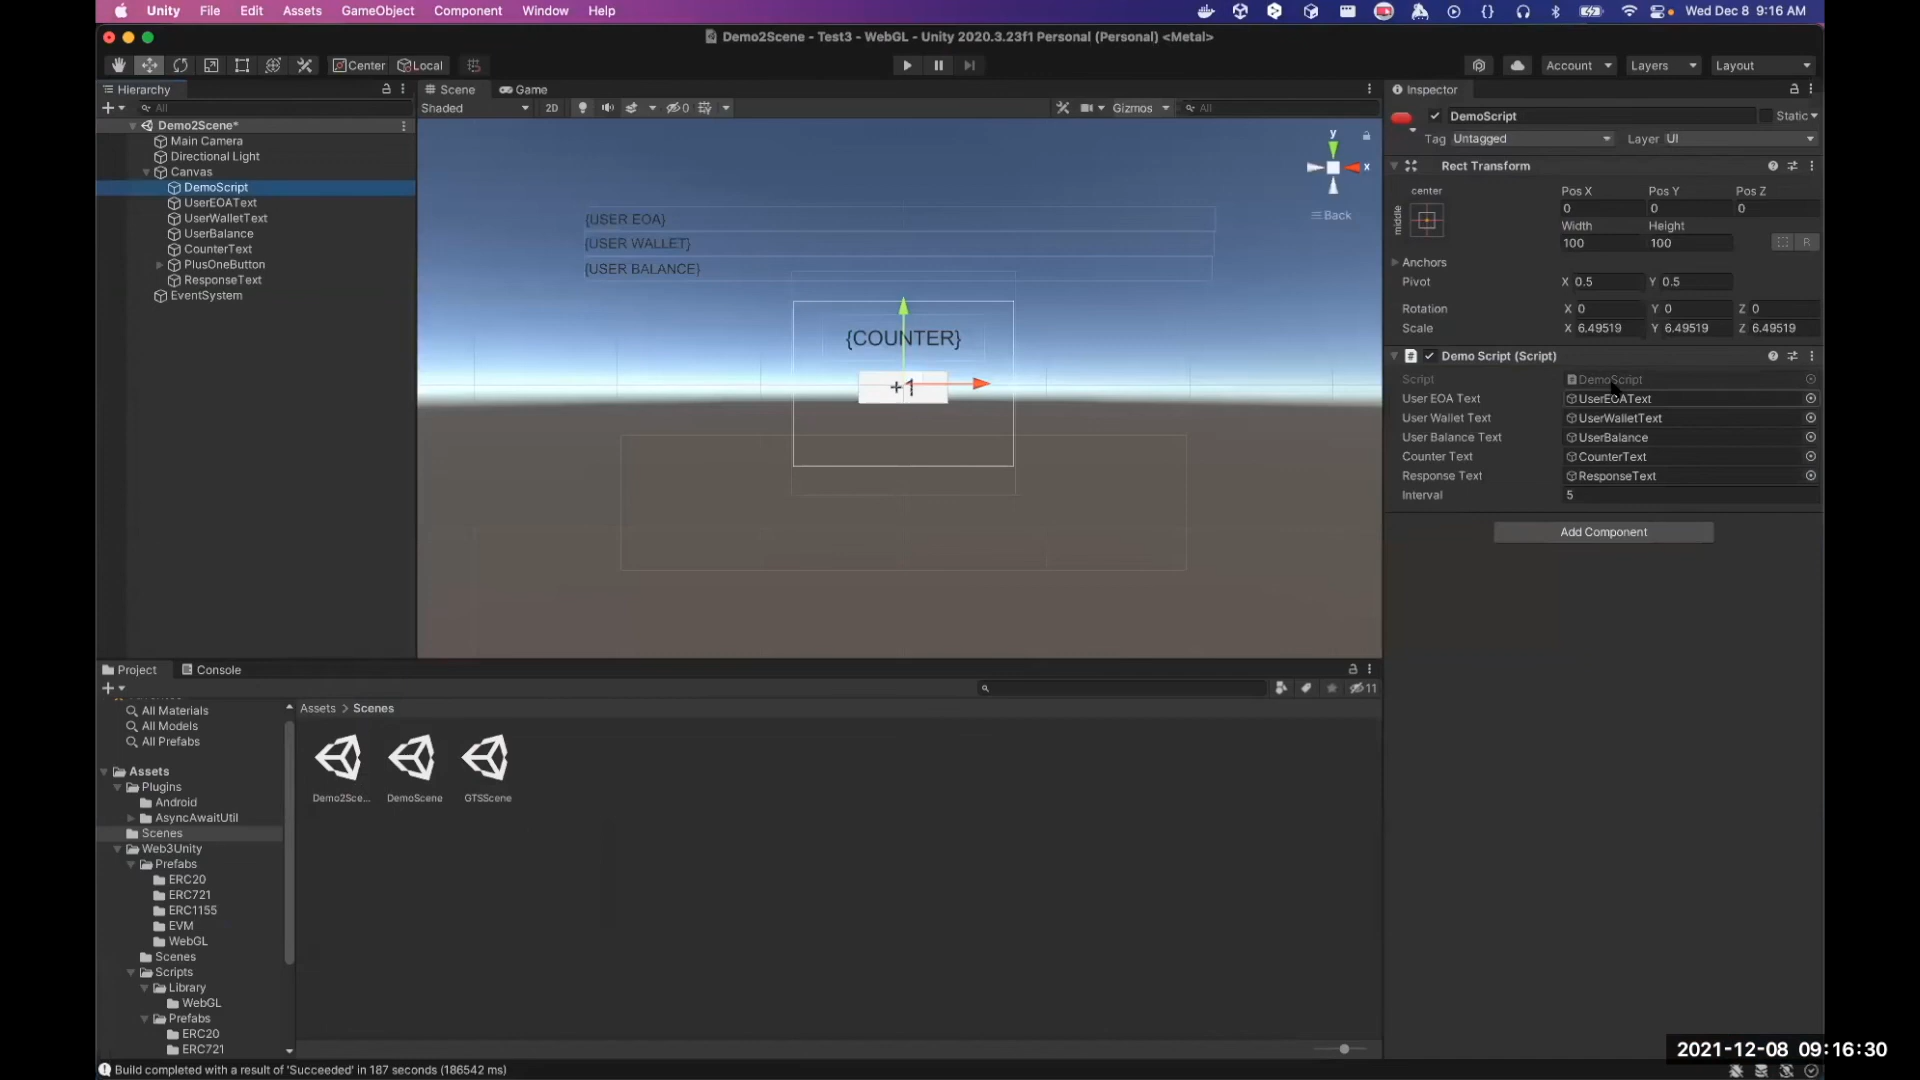 Unity File Edit Assets GameObject Component Window Help Wed Dec 8 9:16 AM
Demo2Scene - Test3 - WebGL - Unity 2020.3.23f1 Personal (Personal) <Metal>
Center Local Account Layers Layout
Hierarchy
All
Demo2Scene*
Main Camera
Directional Light
Canvas
DemoScript
UserEOAText
UserWalletText
UserBalance
CounterText
PlusOneButton
ResponseText
EventSystem
Scene Game
Shaded 2D 0 Gizmos All
y
x
Back
{USER EOA}
{USER WALLET}
{USER BALANCE}
{COUNTER}
+1
Inspector
DemoScript Static
Tag Untagged Layer UI
Rect Transform
center Pos X Pos Y Pos Z
middle 0 0 0
Width Height
100 100 R
Anchors
Pivot X 0.5 Y 0.5
Rotation X 0 Y 0 Z 0
Scale X 6.49519 Y 6.49519 Z 6.49519
# Demo Script (Script)
Script DemoScript
User EOA Text UserEOAText
User Wallet Text UserWalletText
User Balance Text UserBalance
Counter Text CounterText
Response Text ResponseText
Interval 5
Add Component
Project Console
11
All Materials
All Models
All Prefabs
Assets
Plugins
Android
AsyncAwaitUtil
Scenes
Web3Unity
Prefabs
ERC20
ERC721
ERC1155
EVM
WebGL
Scenes
Scripts
Library
WebGL
Prefabs
ERC20
ERC721
Assets > Scenes
Demo2Sce... DemoScene GTSScene
Build completed with a result of 'Succeeded' in 187 seconds (186542 ms)
2021-12-08 09:16:30